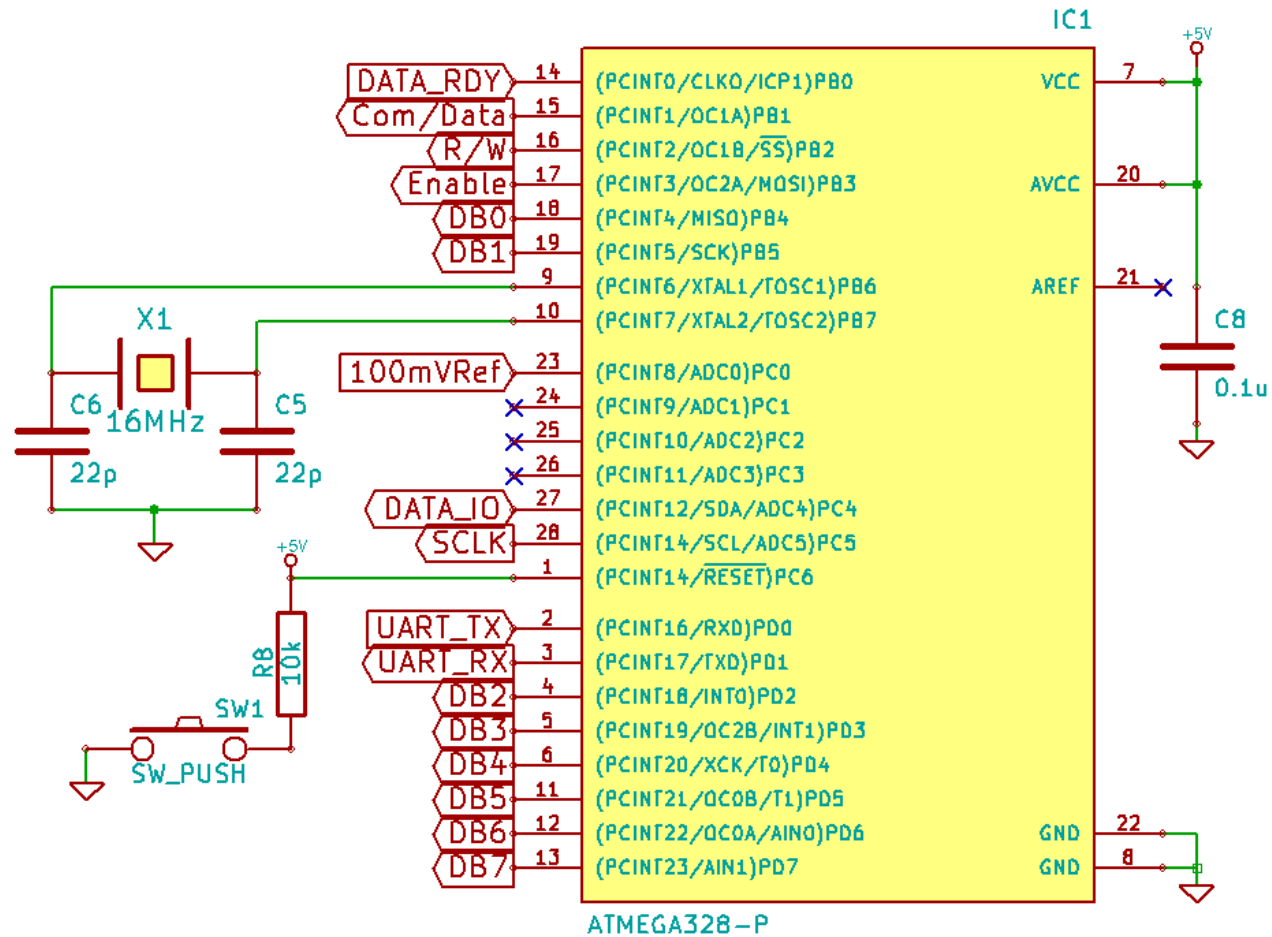 IC1
+5V
DATA_RDY 14 (PCINT0/CLKO/ICP1)PB0 VCC 7
Com/Data 15 (PCINT1/OC1A)PB1
R/W 16 (PCINT2/OC1B/SS)PB2
Enable 17 (PCINT3/OC2A/MOSI)PB3 AVCC 20
DB0 18 (PCINT4/MISO)PB4
DB1 19 (PCINT5/SCK)PB5
9 (PCINT6/XTAL1/TOSC1)PB6 AREF 21
10 (PCINT7/XTAL2/TOSC2)PB7
X1
C8
100mVRef 23 (PCINT8/ADC0)PC0
0.1u
C6 16MHz C5
24 (PCINT9/ADC1)PC1
25 (PCINT10/ADC2)PC2
22p 22p
26 (PCINT11/ADC3)PC3
DATA_IO 27 (PCINT12/SDA/ADC4)PC4
SCLK 28 (PCINT14/SCL/ADC5)PC5
+5V
1 (PCINT14/RESET)PC6
UART_TX 2 (PCINT16/RXD)PD0
R8 10k
UART_RX 3 (PCINT17/TXD)PD1
DB2 4 (PCINT18/INT0)PD2
SW1
DB3 5 (PCINT19/OC2B/INT1)PD3
SW_PUSH
DB4 6 (PCINT20/XCK/T0)PD4
DB5 11 (PCINT21/OC0B/T1)PD5
DB6 12 (PCINT22/OC0A/AIN0)PD6 GND 22
DB7 13 (PCINT23/AIN1)PD7 GND 8
ATMEGA328-P